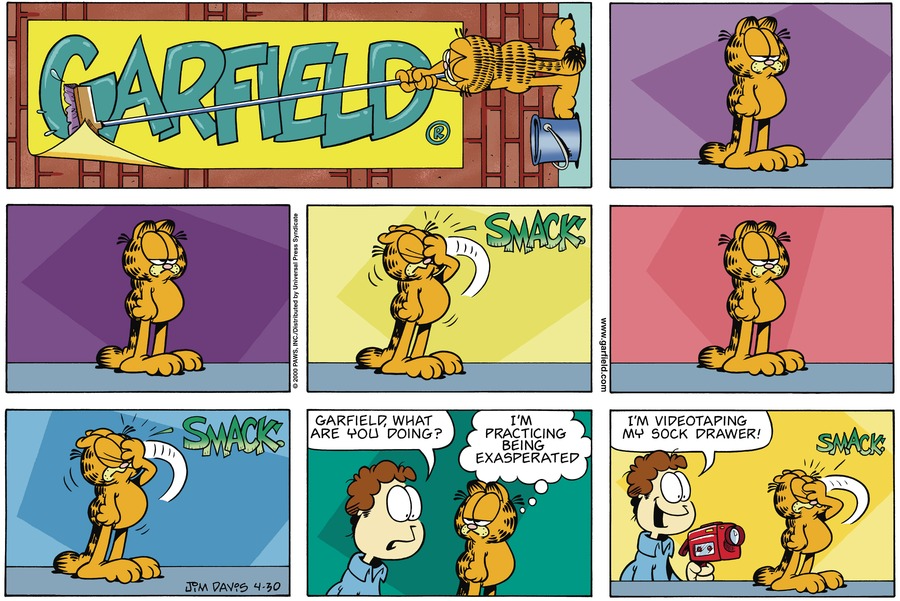 GARFIELD
®
© 2000 PAWS, INC./Distributed by Universal Press Syndicate
SMACK!
www.garfield.com
SMACK!
JIM DAVIS 4-30
GARFIELD, WHAT
ARE YOU DOING?
I'M
PRACTICING
BEING
EXASPERATED
I'M VIDEOTAPING
MY SOCK DRAWER!
SMACK!